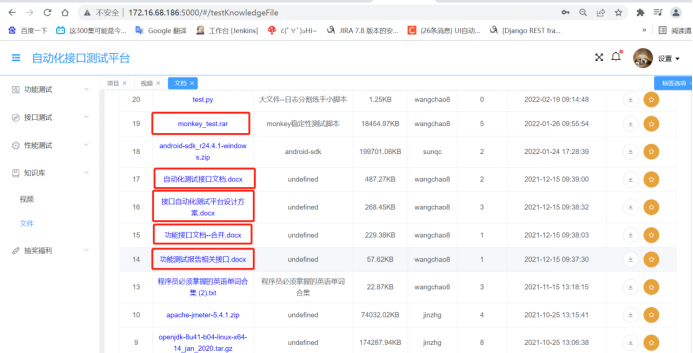 不安全 | 172.16.68.186:5000/#/testKnowledgeFile
百度一下 这300集可能是今... Google 翻译 工作台 [Jenkins] JIRA 7.8 版本的安... (26条消息) UI自动... [Django REST fra... » 阅读清
自动化接口测试平台 设置
项目 × 视频 × 文档 × 标签选项
功能测试
接口测试
性能测试
知识库
视频
文件
抽奖福利
20 test.py 大文件--日志分割练手小脚本 1.25KB wangchao8 0 2022-02-19 09:14:48
19 monkey_test.rar monkey稳定性测试脚本 18464.97KB wangchao8 5 2022-01-26 09:55:54
18 android-sdk_r24.4.1-window
s.zip android-sdk 199701.06KB sunqc 2 2022-01-24 17:28:39
17 自动化测试接口文档.docx undefined 487.27KB wangchao8 2 2021-12-15 09:39:00
16 接口自动化测试平台设计方
案.docx undefined 268.45KB wangchao8 3 2021-12-15 09:38:32
15 功能接口文档--合开.docx undefined 229.38KB wangchao8 1 2021-12-15 09:38:03
14 功能测试报告相关接口.docx undefined 57.62KB wangchao8 1 2021-12-15 09:37:30
13 程序员必须掌握的英语单词合
集 (2).txt 程序员必须掌握的英语单词
合集 22.87KB wangchao8 3 2021-11-15 13:18:15
10 apache-jmeter-5.4.1.zip undefined 74032.02KB jinzhg 4 2021-10-25 13:15:41
9 openjdk-8u41-b04-linux-x64-
14_jan_2020.tar.gz undefined 174287.94KB jinzhg 8 2021-10-25 13:06:38